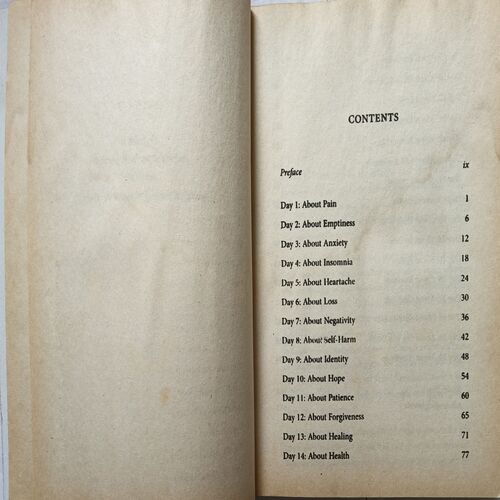 CONTENTS
Preface ix
Day 1: About Pain 1
Day 2: About Emptiness 6
Day 3: About Anxiety 12
Day 4: About Insomnia 18
Day 5: About Heartache 24
Day 6: About Loss 30
Day 7: About Negativity 36
Day 8: About Self-Harm 42
Day 9: About Identity 48
Day 10: About Hope 54
Day 11: About Patience 60
Day 12: About Forgiveness 65
Day 13: About Healing 71
Day 14: About Health 77